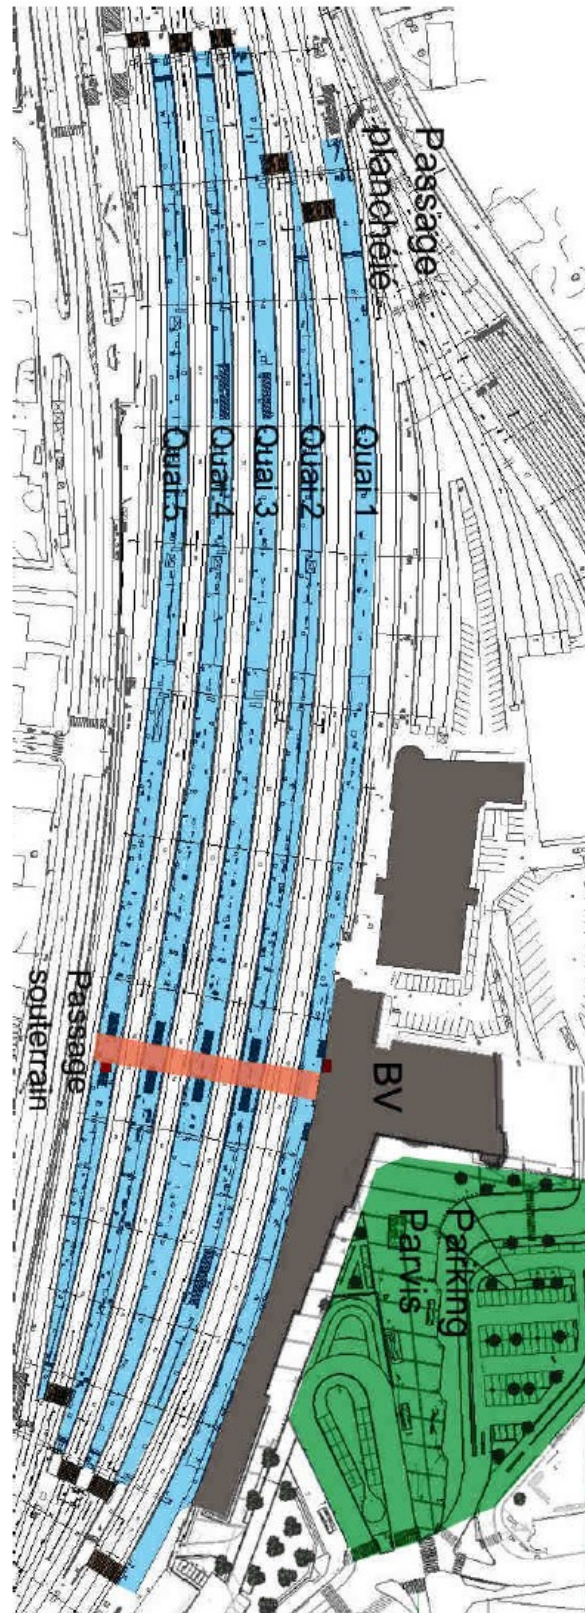 Passage
planchéié
Quai 1
Quai 2
Quai 3
Quai 4
Quai 5
BV
Passage
souterrain
Parking
Parvis